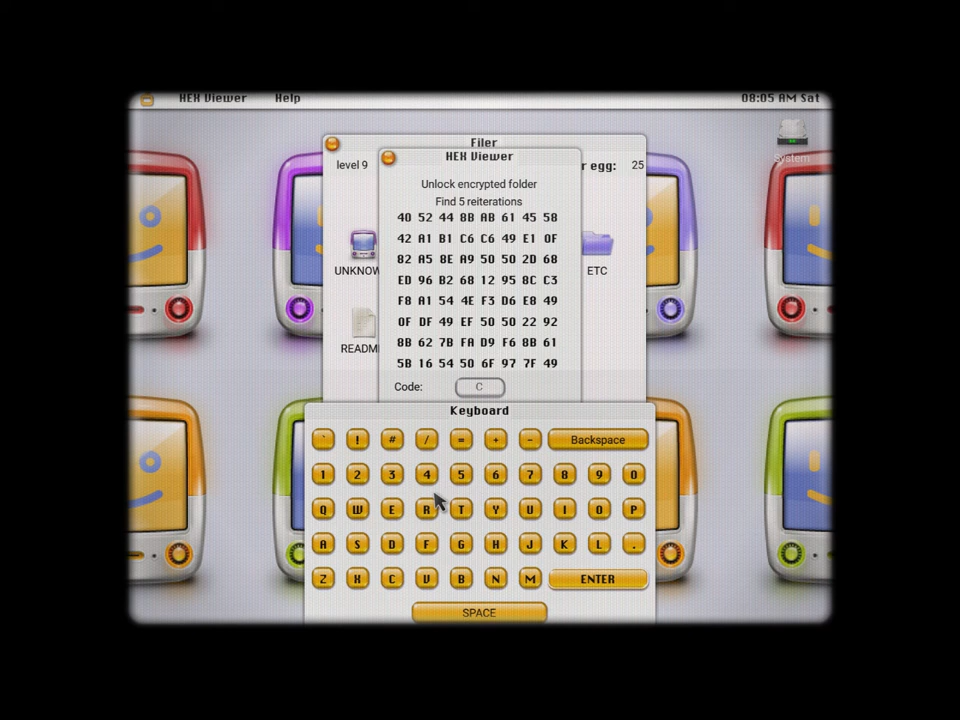 HEX Viewer Help 08:05 AM Sat
System
Filer
level 9 r egg: 25
HEX Viewer
Unlock encrypted folder
Find 5 reiterations
40 52 44 8B AB 61 45 58
42 A1 B1 C6 C6 49 E1 0F
82 A5 8E A9 50 50 2D 68
ED 96 B2 68 12 95 8C C3
F8 A1 54 4E F3 D6 E8 49
0F DF 49 EF 50 50 22 92
8B 62 7B FA D9 F6 8B 61
5B 16 54 50 6F 97 7F 49
UNKNOW ETC
README
Code: C
Keyboard
` ! # / = + - Backspace
1 2 3 4 5 6 7 8 9 0
Q W E R T Y U I O P
A S D F G H J K L .
Z X C V B N M ENTER
SPACE